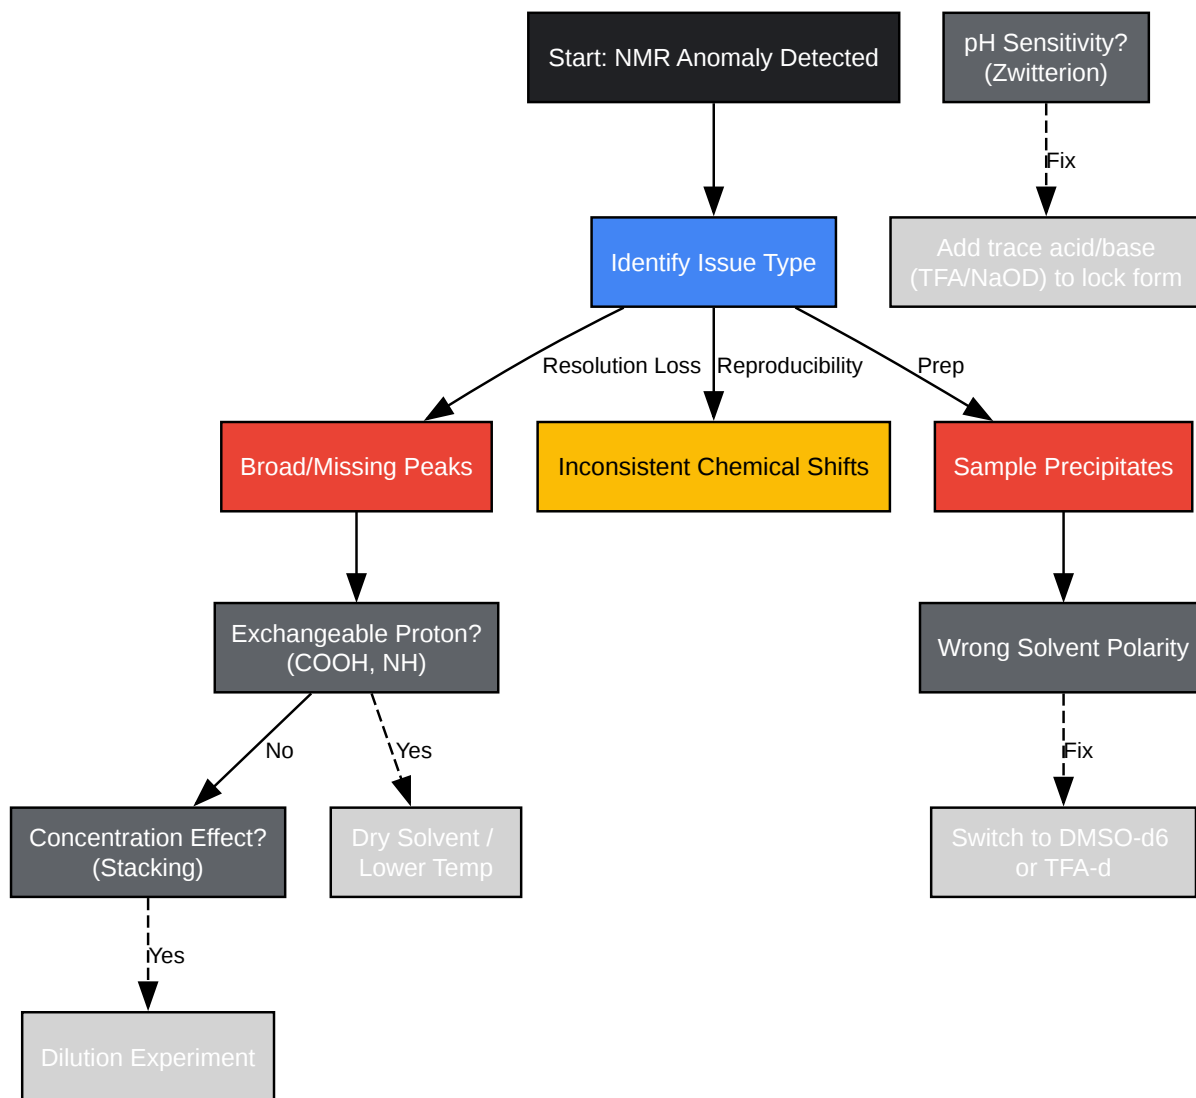 Start: NMR Anomaly Detected
pH Sensitivity?
(Zwitterion)
Fix
Identify Issue Type
Add trace acid/base
(TFA/NaOD) to lock form
Resolution Loss
Reproducibility
Prep
Broad/Missing Peaks
Inconsistent Chemical Shifts
Sample Precipitates
Exchangeable Proton?
(COOH, NH)
Wrong Solvent Polarity
No
Yes
Fix
Concentration Effect?
(Stacking)
Dry Solvent /
Lower Temp
Switch to DMSO-d6
or TFA-d
Yes
Dilution Experiment